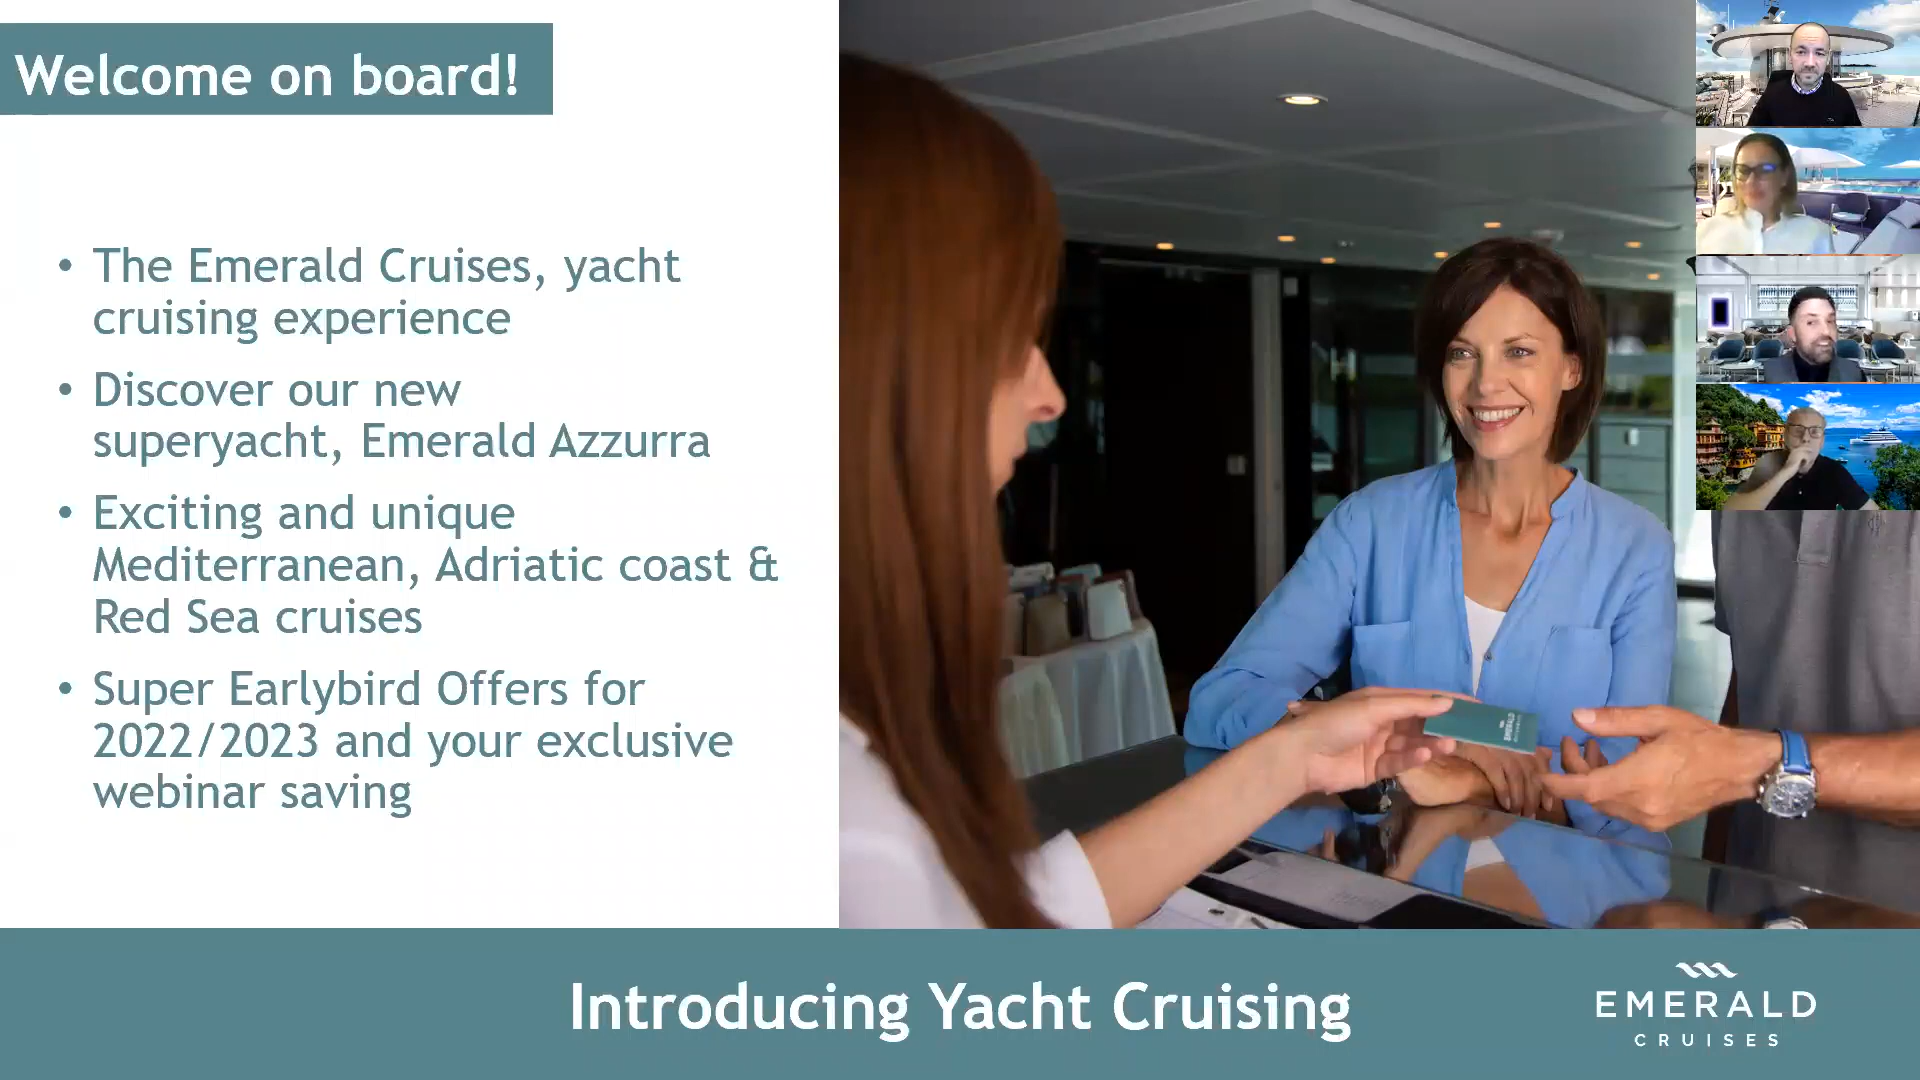 Welcome on board!
• The Emerald Cruises, yacht
cruising experience
• Discover our new
superyacht, Emerald Azzurra
• Exciting and unique
Mediterranean, Adriatic coast &
Red Sea cruises
• Super Earlybird Offers for
2022/2023 and your exclusive
webinar saving
EMERALD
Introducing Yacht Cruising
EMERALD
CRUISES